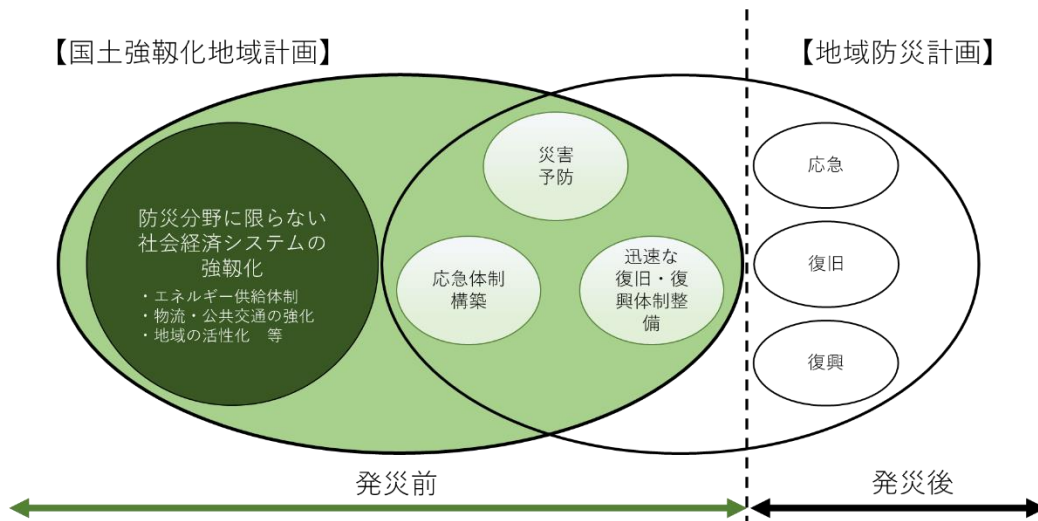 【国土強靱化地域計画】
【地域防災計画】
防災分野に限らない
社会経済システムの
強靱化
・エネルギー供給体制
・物流・公共交通の強化
・地域の活性化　等
災害
予防
応急体制
構築
迅速な
復旧・復
興体制整
備
応急
復旧
復興
発災前
発災後